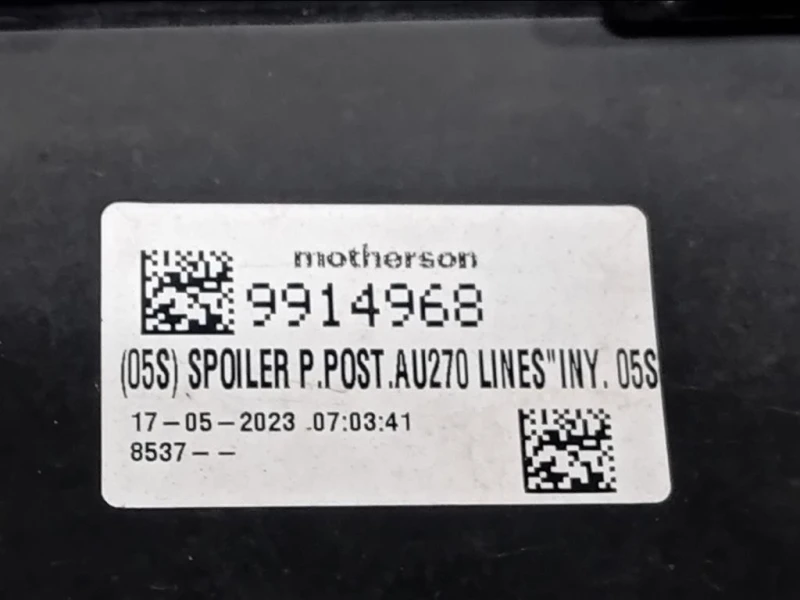 motherson
9914968
(05S) SPOILER P.POST.AU270 LINES"INY. 05S
17-05-2023 .07:03:41
8537--